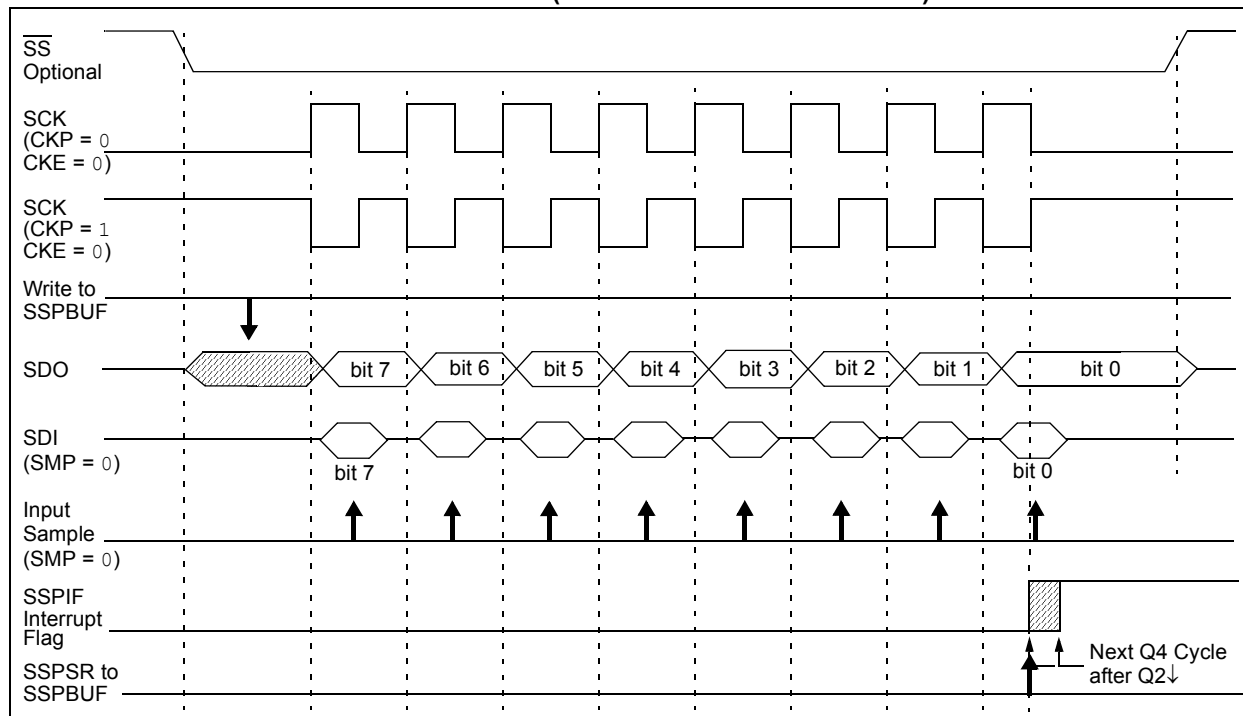 SS
Optional
SCK
(CKP = 0
CKE = 0)
SCK
(CKP = 1
CKE = 0)
Write to
SSPBUF
SDO
bit 7
bit 6
bit 5
bit 4
bit 3
bit 2
bit 1
bit 0
SDI
(SMP = 0)
bit 7
bit 0
Input
Sample
(SMP = 0)
SSPIF
Interrupt
Flag
Next Q4 Cycle
after Q2↓
SSPSR to
SSPBUF